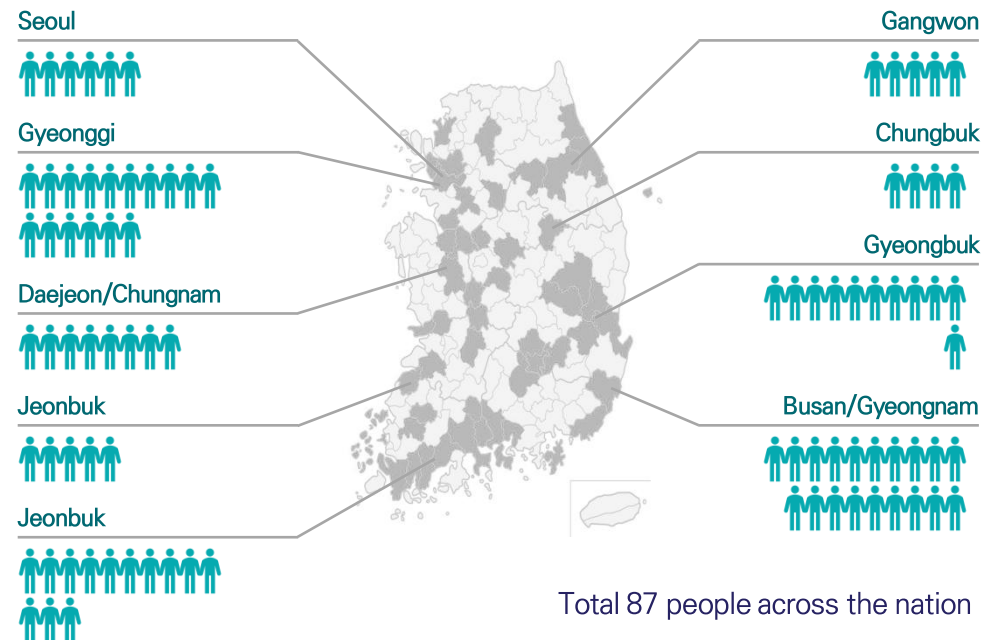 Seoul
Gyeonggi
Daejeon/Chungnam
Jeonbuk
Jeonbuk
Gangwon
Chungbuk
Gyeongbuk
Busan/Gyeongnam
Total 87 people across the nation